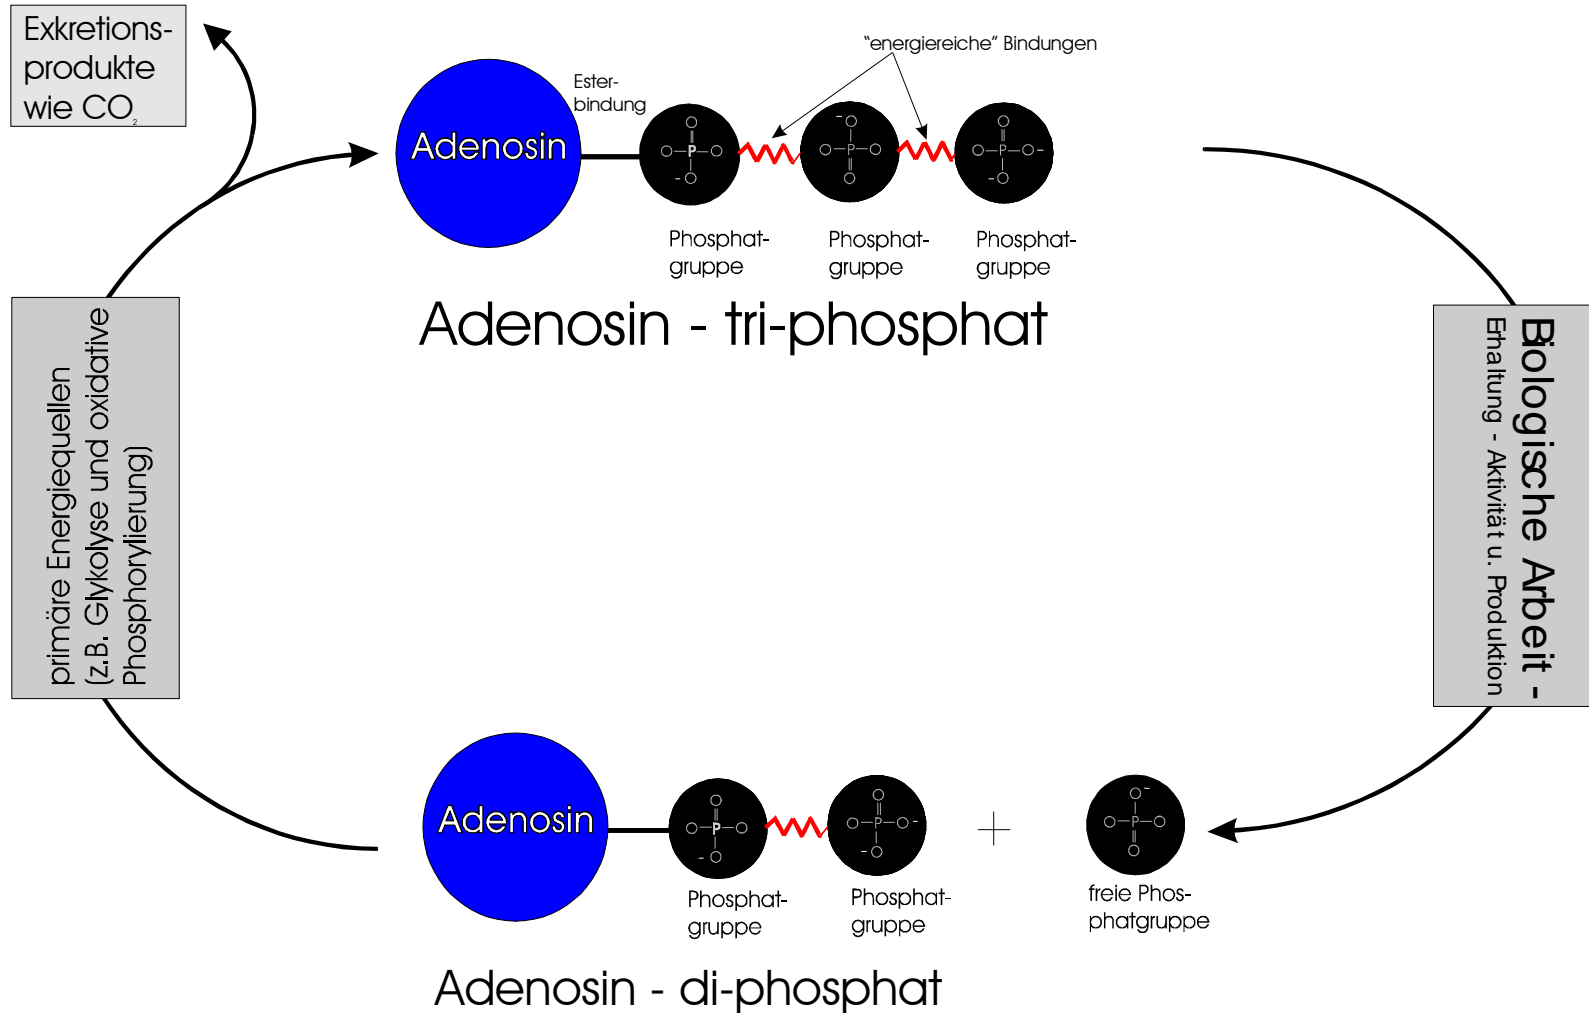 Exkretions-
produkte
wie CO₂
"energiereiche" Bindungen
Ester-
bindung
Adenosin
O
O-P-O
-O
-O
O-P-O
O
O
O-P-O-
-O
Phosphat-
gruppe
Phosphat-
gruppe
Phosphat-
gruppe
Adenosin - tri-phosphat
primäre Energiequellen
(z.B. Glykolyse und oxidative
Phosphorylierung)
Biologische Arbeit -
Erhaltung - Aktivität u. Produktion
Adenosin
O
O-P-O
-O
O
O-P-O-
-O
+
O-
O-P-O
O
Phosphat-
gruppe
Phosphat-
gruppe
freie Phos-
phatgruppe
Adenosin - di-phosphat